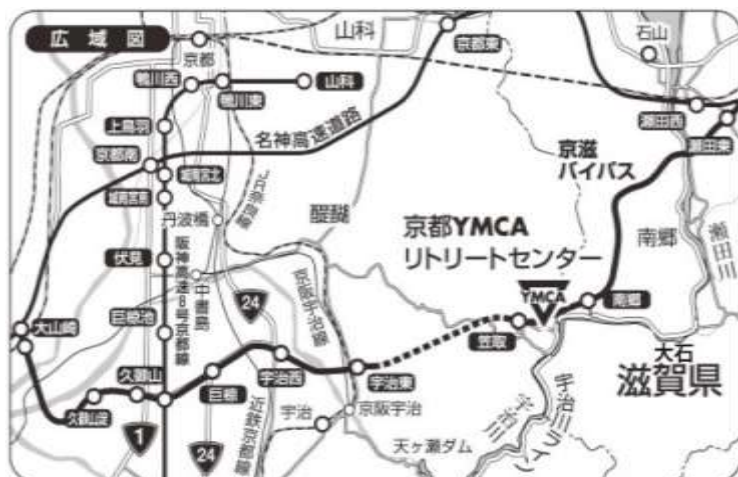 広域図
京都
山科
京都東
石山
鴨川西
鴨川東
山科
上鳥羽
名神高速道路
瀬田西
瀬田東
京都南
城南宮北
城南宮南
京滋
バイパス
JR奈良線
丹波橋
醍醐
京都YMCA
リトリートセンター
南郷
瀬田川
伏見
阪神高速8号京都線
中書島
24
京阪宇治線
YMCA
南郷
大山崎
巨椋池
笠取
大石
滋賀県
久御山
宇治西
宇治東
久御山淀
巨椋
宇治
京阪宇治
宇治川
宇治川ライン
1
24
近鉄京都線
天ヶ瀬ダム